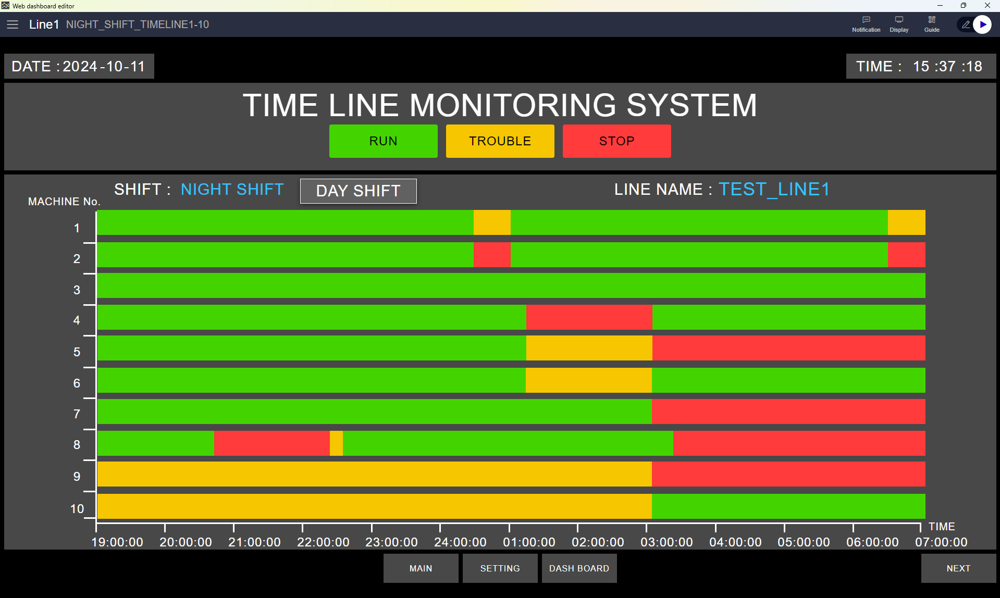 Web dashboard editor
Line1 NIGHT_SHIFT_TIMELINE1-10
Notification Display Guide
DATE :2024-10-11
TIME : 15 :37 :18
TIME LINE MONITORING SYSTEM
RUN TROUBLE STOP
SHIFT : NIGHT SHIFT DAY SHIFT LINE NAME : TEST_LINE1
MACHINE No.
1
2
3
4
5
6
7
8
9
10
TIME
19:00:00 20:00:00 21:00:00 22:00:00 23:00:00 24:00:00 01:00:00 02:00:00 03:00:00 04:00:00 05:00:00 06:00:00 07:00:00
MAIN SETTING DASH BOARD NEXT